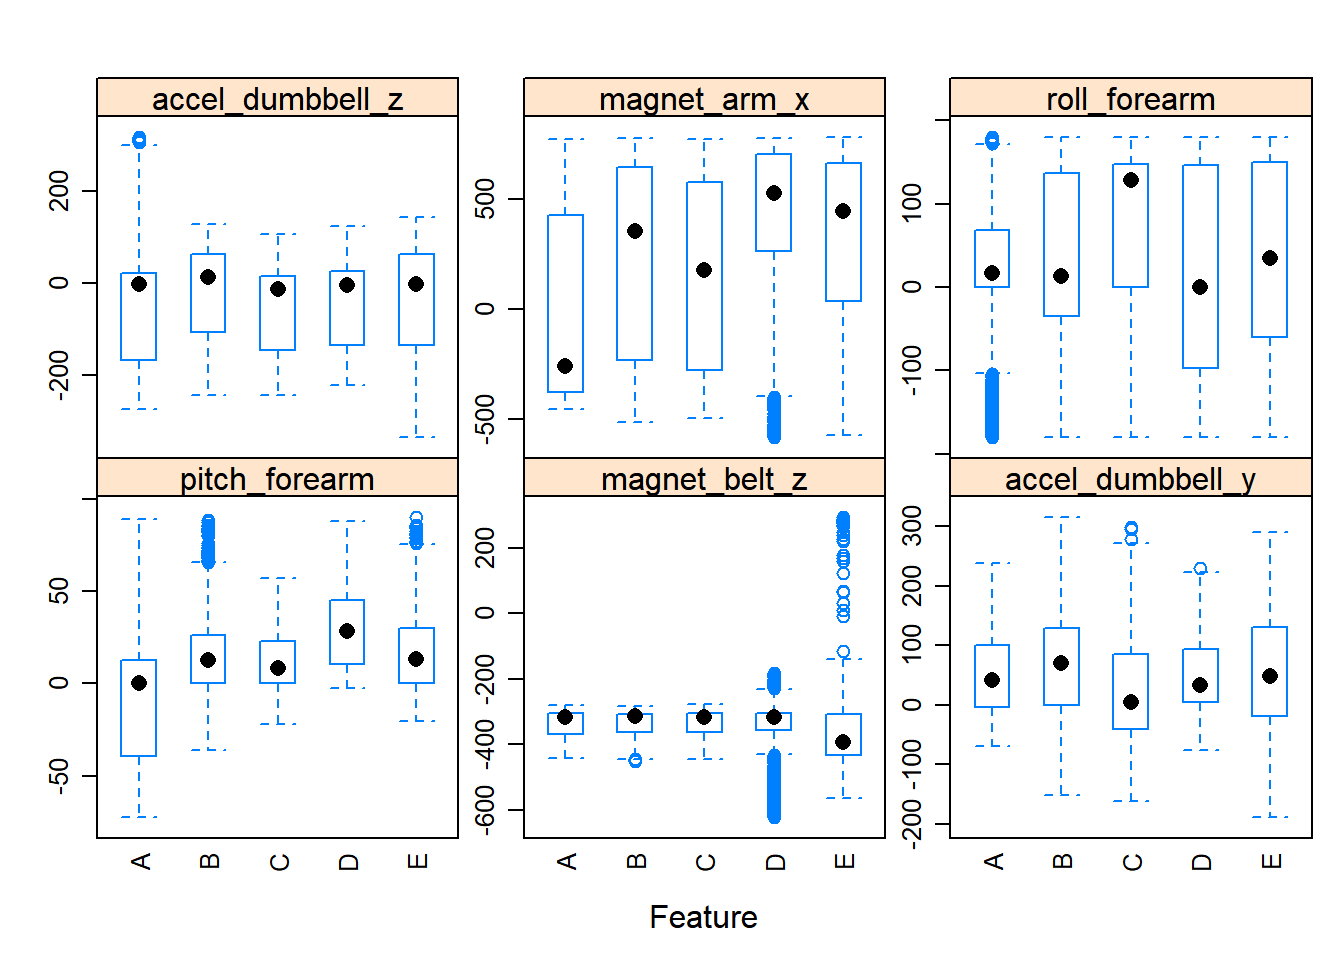 accel_dumbbell_z
magnet_arm_x
roll_forearm
200
0
-200
500
0
-500
100
0
-100
pitch_forearm
magnet_belt_z
accel_dumbbell_y
50
0
-50
200
0
-200
-400
-600
300
200
100
0
-100
-200
A B C D E
A B C D E
A B C D E
Feature